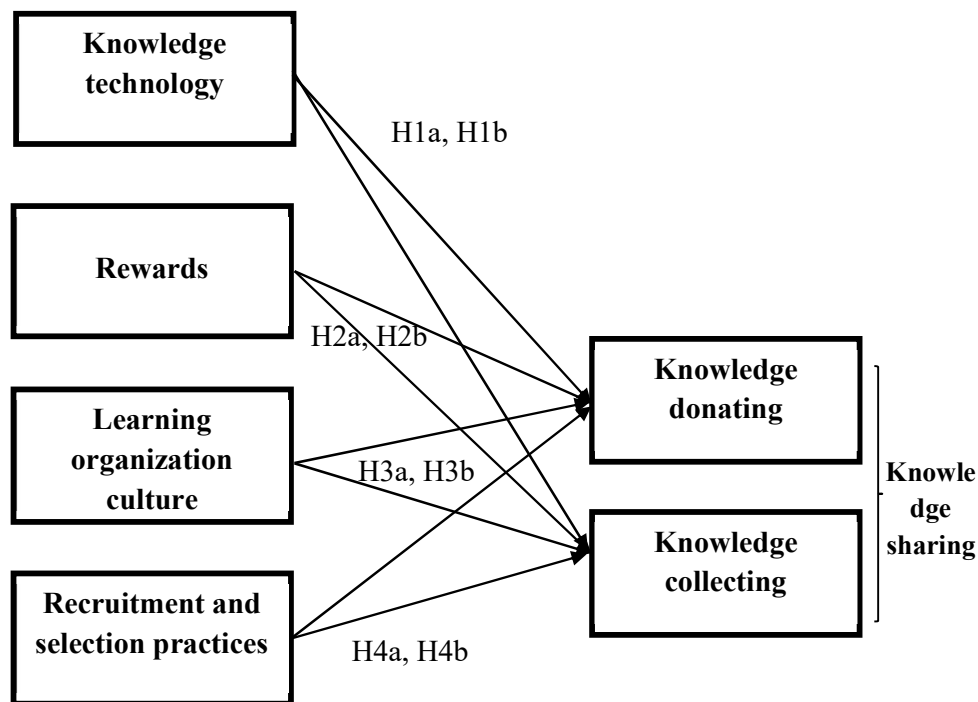 Knowledge
technology
H1a, H1b
Rewards
H2a, H2b
Learning
organization
culture
H3a, H3b
Recruitment and
selection practices
H4a, H4b
Knowledge
donating
Knowledge
collecting
Knowle
dge
sharing